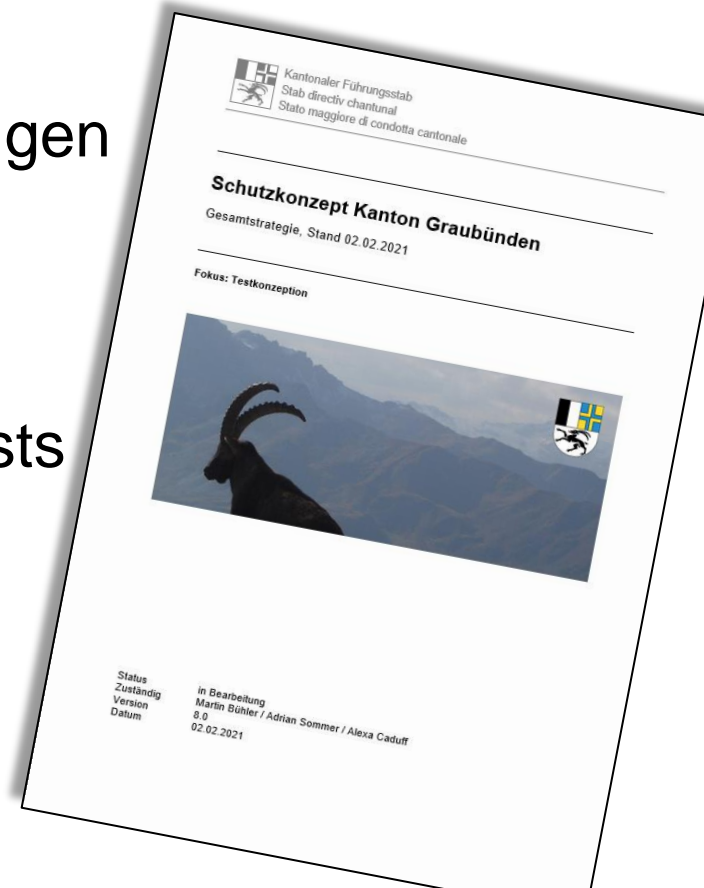 gen
sts
Kantonaler Führungsstab
Stab directiv chantunal
Stato maggiore di condotta cantonale
Schutzkonzept Kanton Graubünden
Gesamtstrategie, Stand 02.02.2021
Fokus: Testkonzeption
Status in Bearbeitung
Zuständig Martin Bühler / Adrian Sommer / Alexa Caduff
Version 8.0
Datum 02.02.2021